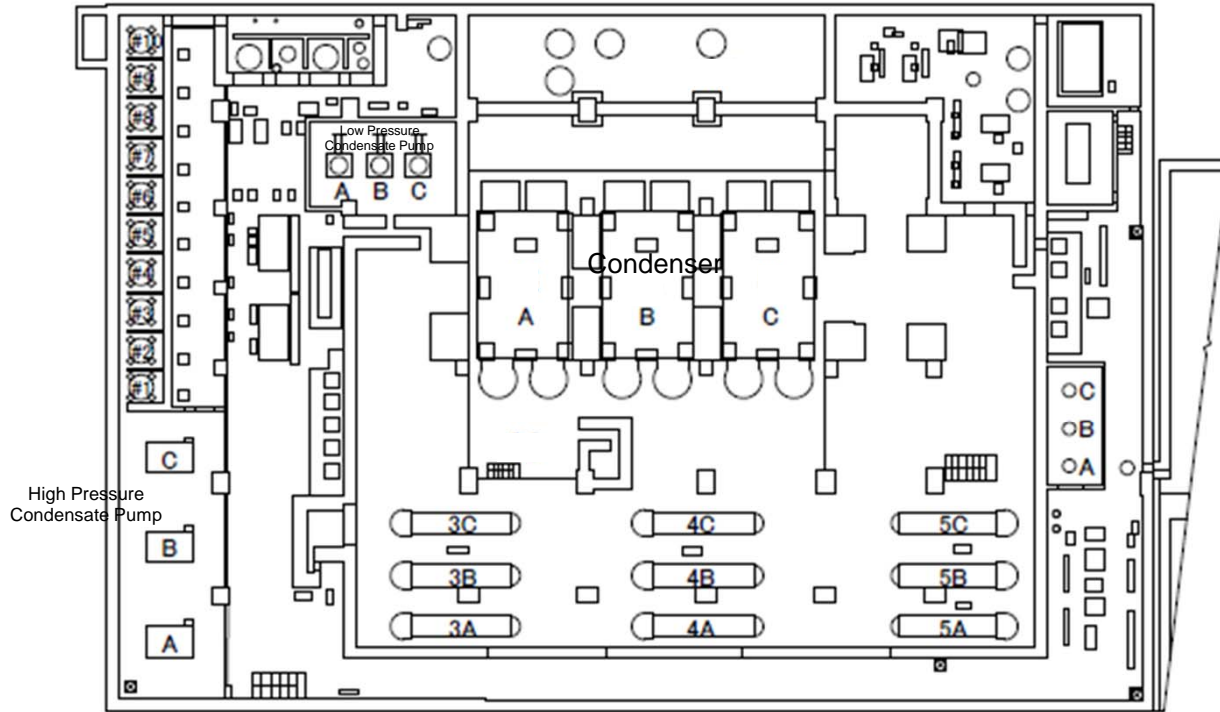 #10
#9
#8
#7
#6
#5
#4
#3
#2
#1
Low Pressure
Condensate Pump
A B C
Condenser
A B C
C
B
A
High Pressure
Condensate Pump
C
B
A
3C 4C 5C
3B 4B 5B
3A 4A 5A